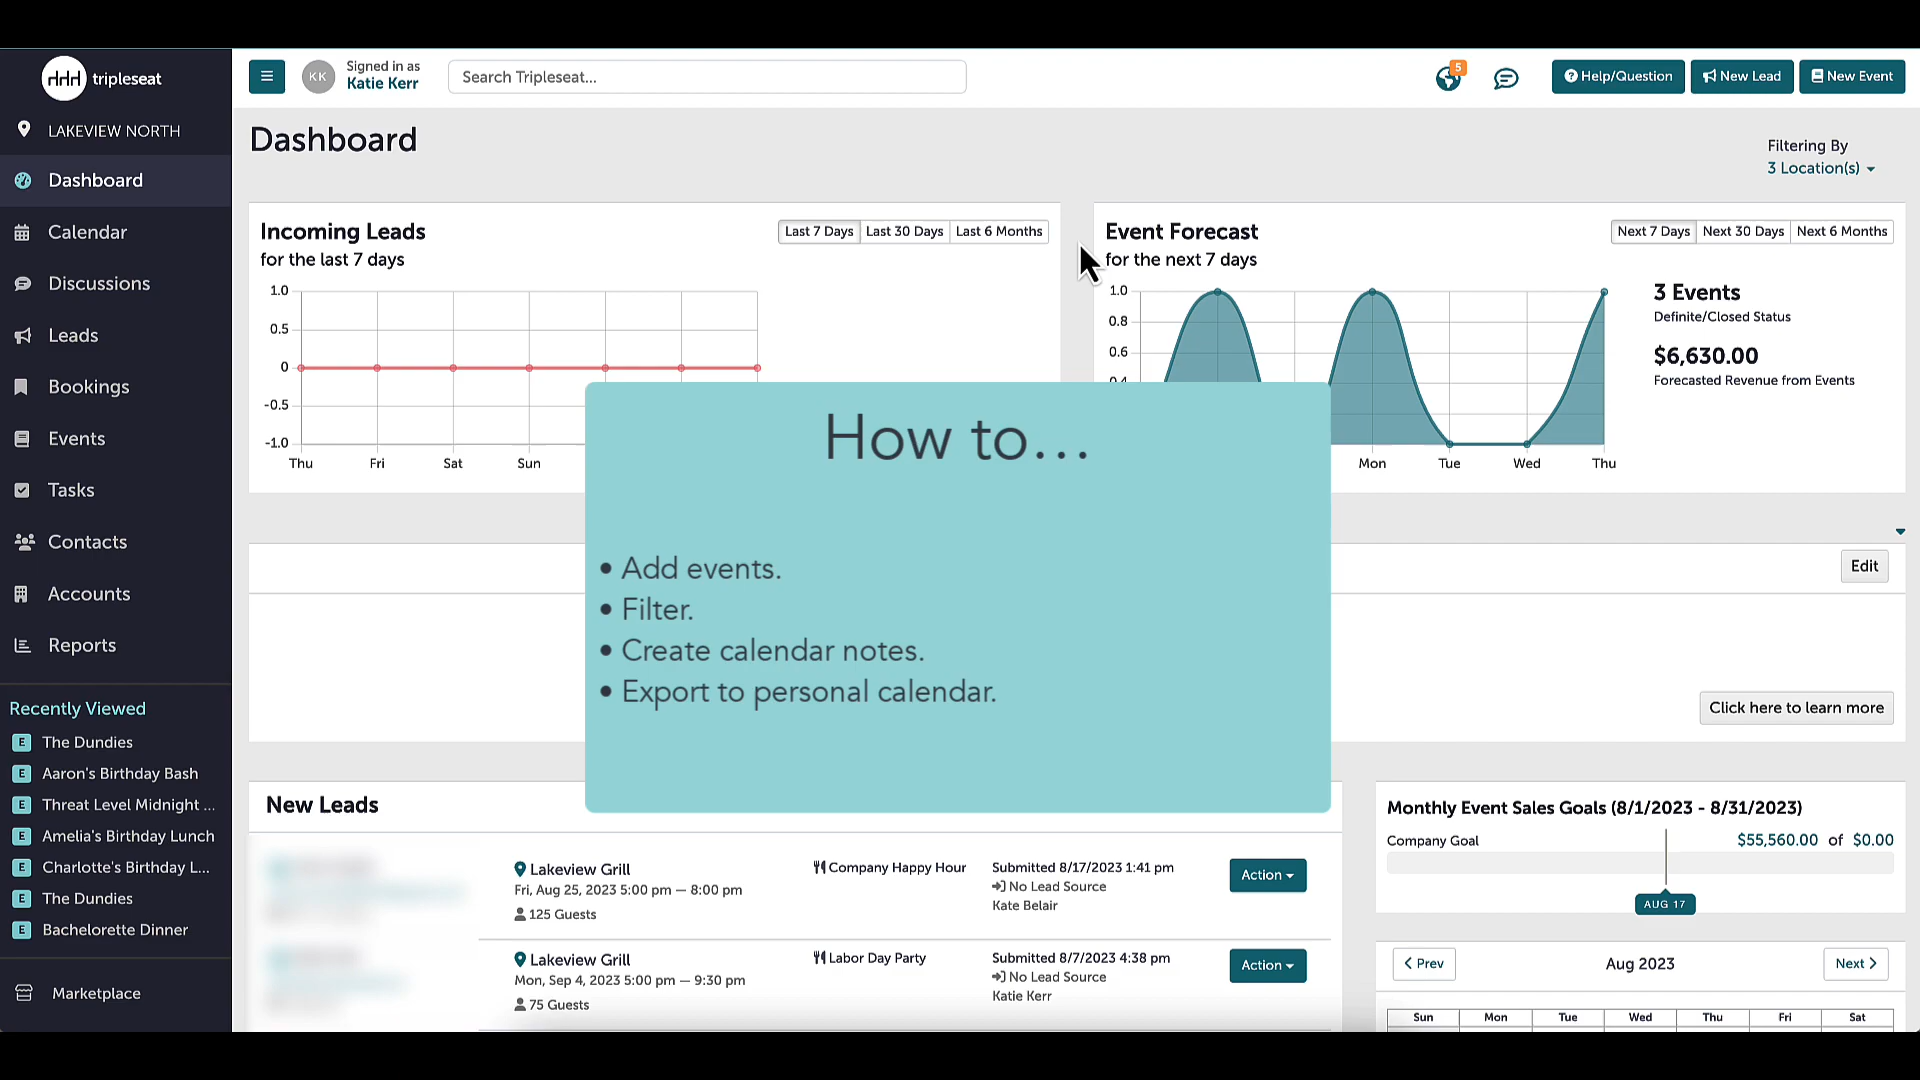 tripleseat
LAKEVIEW NORTH
Dashboard
Calendar
Discussions
Leads
Bookings
Events
Tasks
Contacts
Accounts
Reports
Recently Viewed
E The Dundies
E Aaron's Birthday Bash
E Threat Level Midnight ...
E Amelia's Birthday Lunch
E Charlotte's Birthday L...
E The Dundies
E Bachelorette Dinner
Marketplace
KK
Signed in as
Katie Kerr
Search Tripleseat...
5
Help/Question
New Lead
New Event
Dashboard
Filtering By
3 Location(s)
Incoming Leads
for the last 7 days
Last 7 Days Last 30 Days Last 6 Months
1.0
0.5
0
-0.5
-1.0
Thu Fri Sat Sun
Event Forecast
for the next 7 days
Next 7 Days Next 30 Days Next 6 Months
1.0
0.8
0.6
Mon Tue Wed Thu
3 Events
Definite/Closed Status
$6,630.00
Forecasted Revenue from Events
How to...
• Add events.
• Filter.
• Create calendar notes.
• Export to personal calendar.
Edit
Click here to learn more
New Leads
Lakeview Grill
Fri, Aug 25, 2023 5:00 pm — 8:00 pm
125 Guests
Company Happy Hour
Submitted 8/17/2023 1:41 pm
No Lead Source
Kate Belair
Action
Lakeview Grill
Mon, Sep 4, 2023 5:00 pm — 9:30 pm
75 Guests
Labor Day Party
Submitted 8/7/2023 4:38 pm
No Lead Source
Katie Kerr
Action
Monthly Event Sales Goals (8/1/2023 - 8/31/2023)
Company Goal
$55,560.00 of $0.00
AUG 17
Prev
Aug 2023
Next
Sun Mon Tue Wed Thu Fri Sat